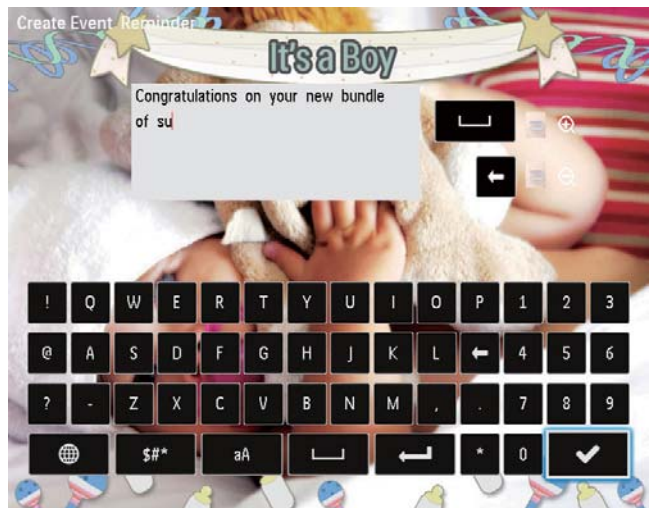 Create Event Reminder
It's a Boy
Congratulations on your new bundle
of su
! Q W E R T Y U I O P 1 2 3
@ A S D F G H J K L 4 5 6
? - Z X C V B N M , . 7 8 9
$#* aA * 0